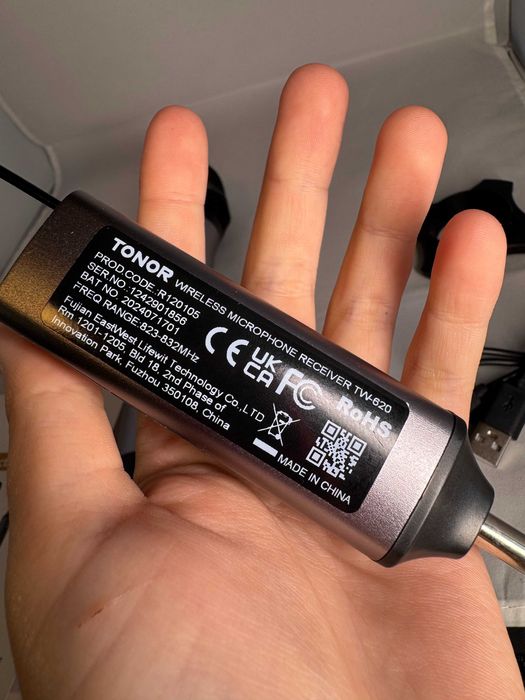 TONOR WIRELESS MICROPHONE RECEIVER TW-820
PROD.CODE :R120105
SER NO.:1242901856
BAT NO. 2024071701
FREQ RANGE:823-832MHz
Fujian EastWest Lifewit Technology Co.,LTD
Rm 1201-1205, Bld 18, 2nd Phase of
Innovation Park, Fuzhou 350108, China
CE UK CA FC RoHS
MADE IN CHINA